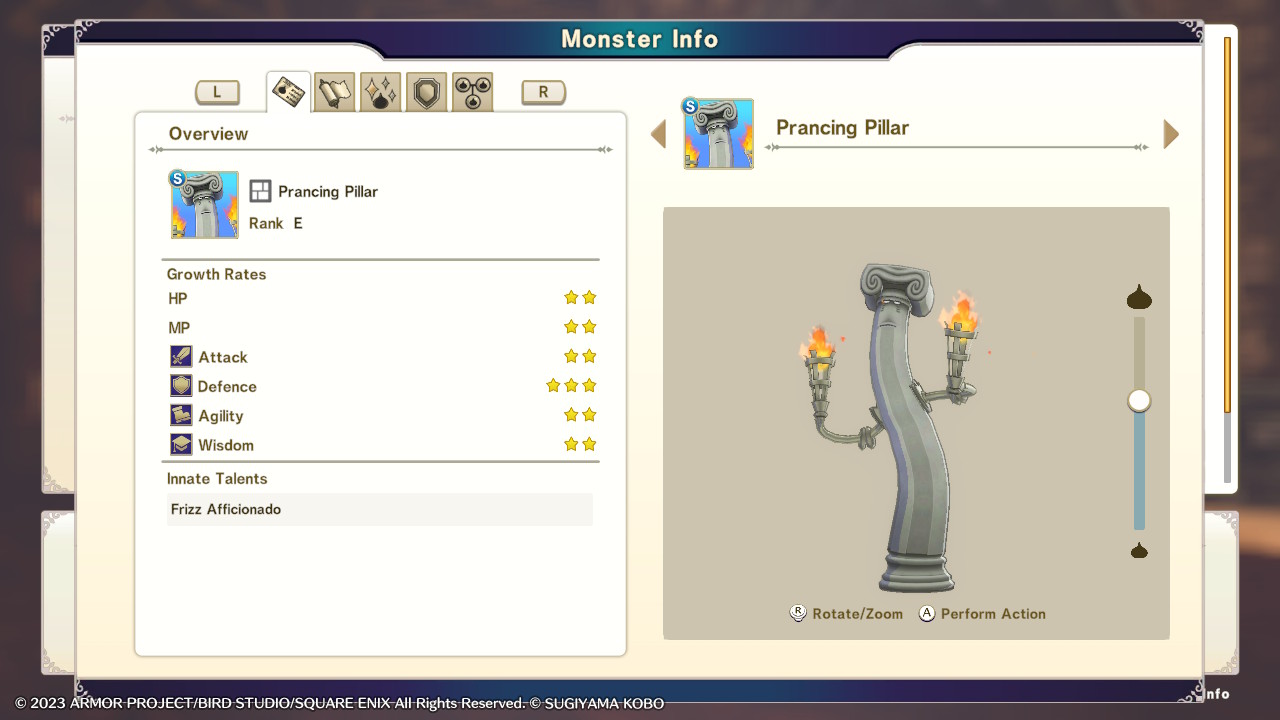 Monster Info
L
R
Overview
S
Prancing Pillar
Rank E
Growth Rates
HP
MP
Attack
Defence
Agility
Wisdom
Innate Talents
Frizz Afficionado
S
Prancing Pillar
R Rotate/Zoom A Perform Action
nfo
© 2023 ARMOR PROJECT/BIRD STUDIO/SQUARE ENIX All Rights Reserved. © SUGIYAMA KOBO